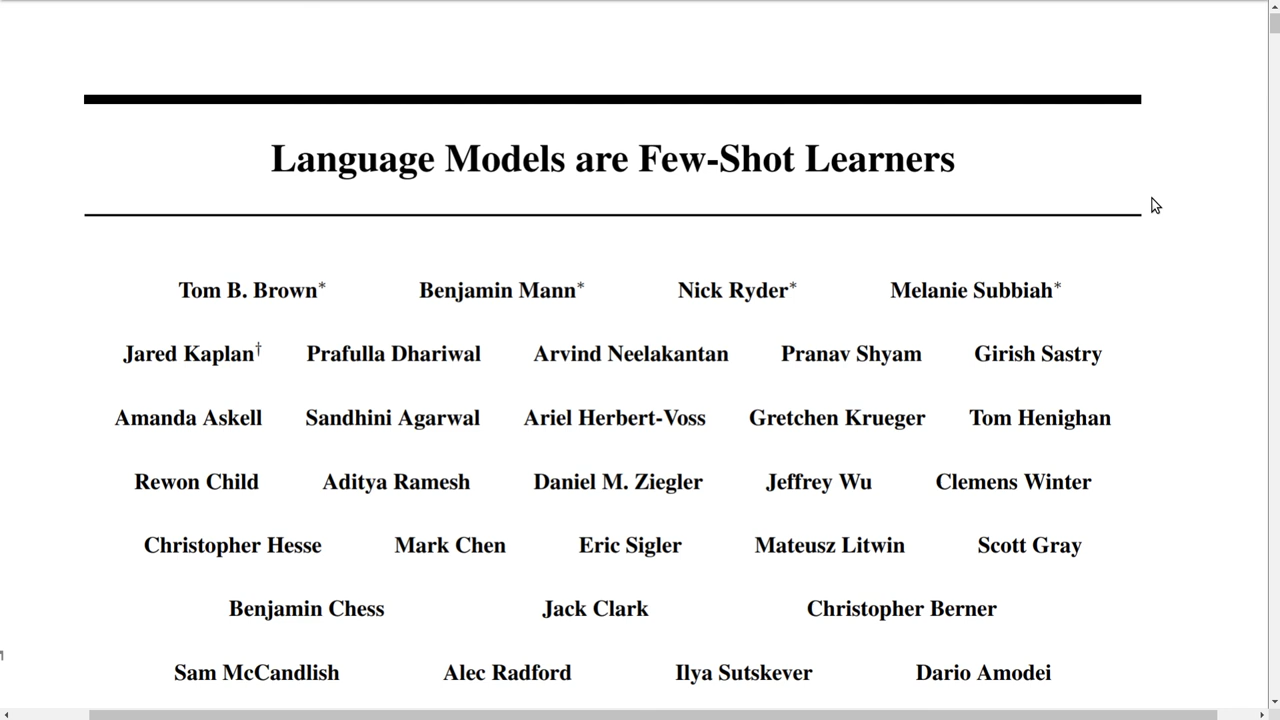 Language Models are Few-Shot Learners
Tom B. Brown* Benjamin Mann* Nick Ryder* Melanie Subbiah*
Jared Kaplan† Prafulla Dhariwal Arvind Neelakantan Pranav Shyam Girish Sastry
Amanda Askell Sandhini Agarwal Ariel Herbert-Voss Gretchen Krueger Tom Henighan
Rewon Child Aditya Ramesh Daniel M. Ziegler Jeffrey Wu Clemens Winter
Christopher Hesse Mark Chen Eric Sigler Mateusz Litwin Scott Gray
Benjamin Chess Jack Clark Christopher Berner
Sam McCandlish Alec Radford Ilya Sutskever Dario Amodei